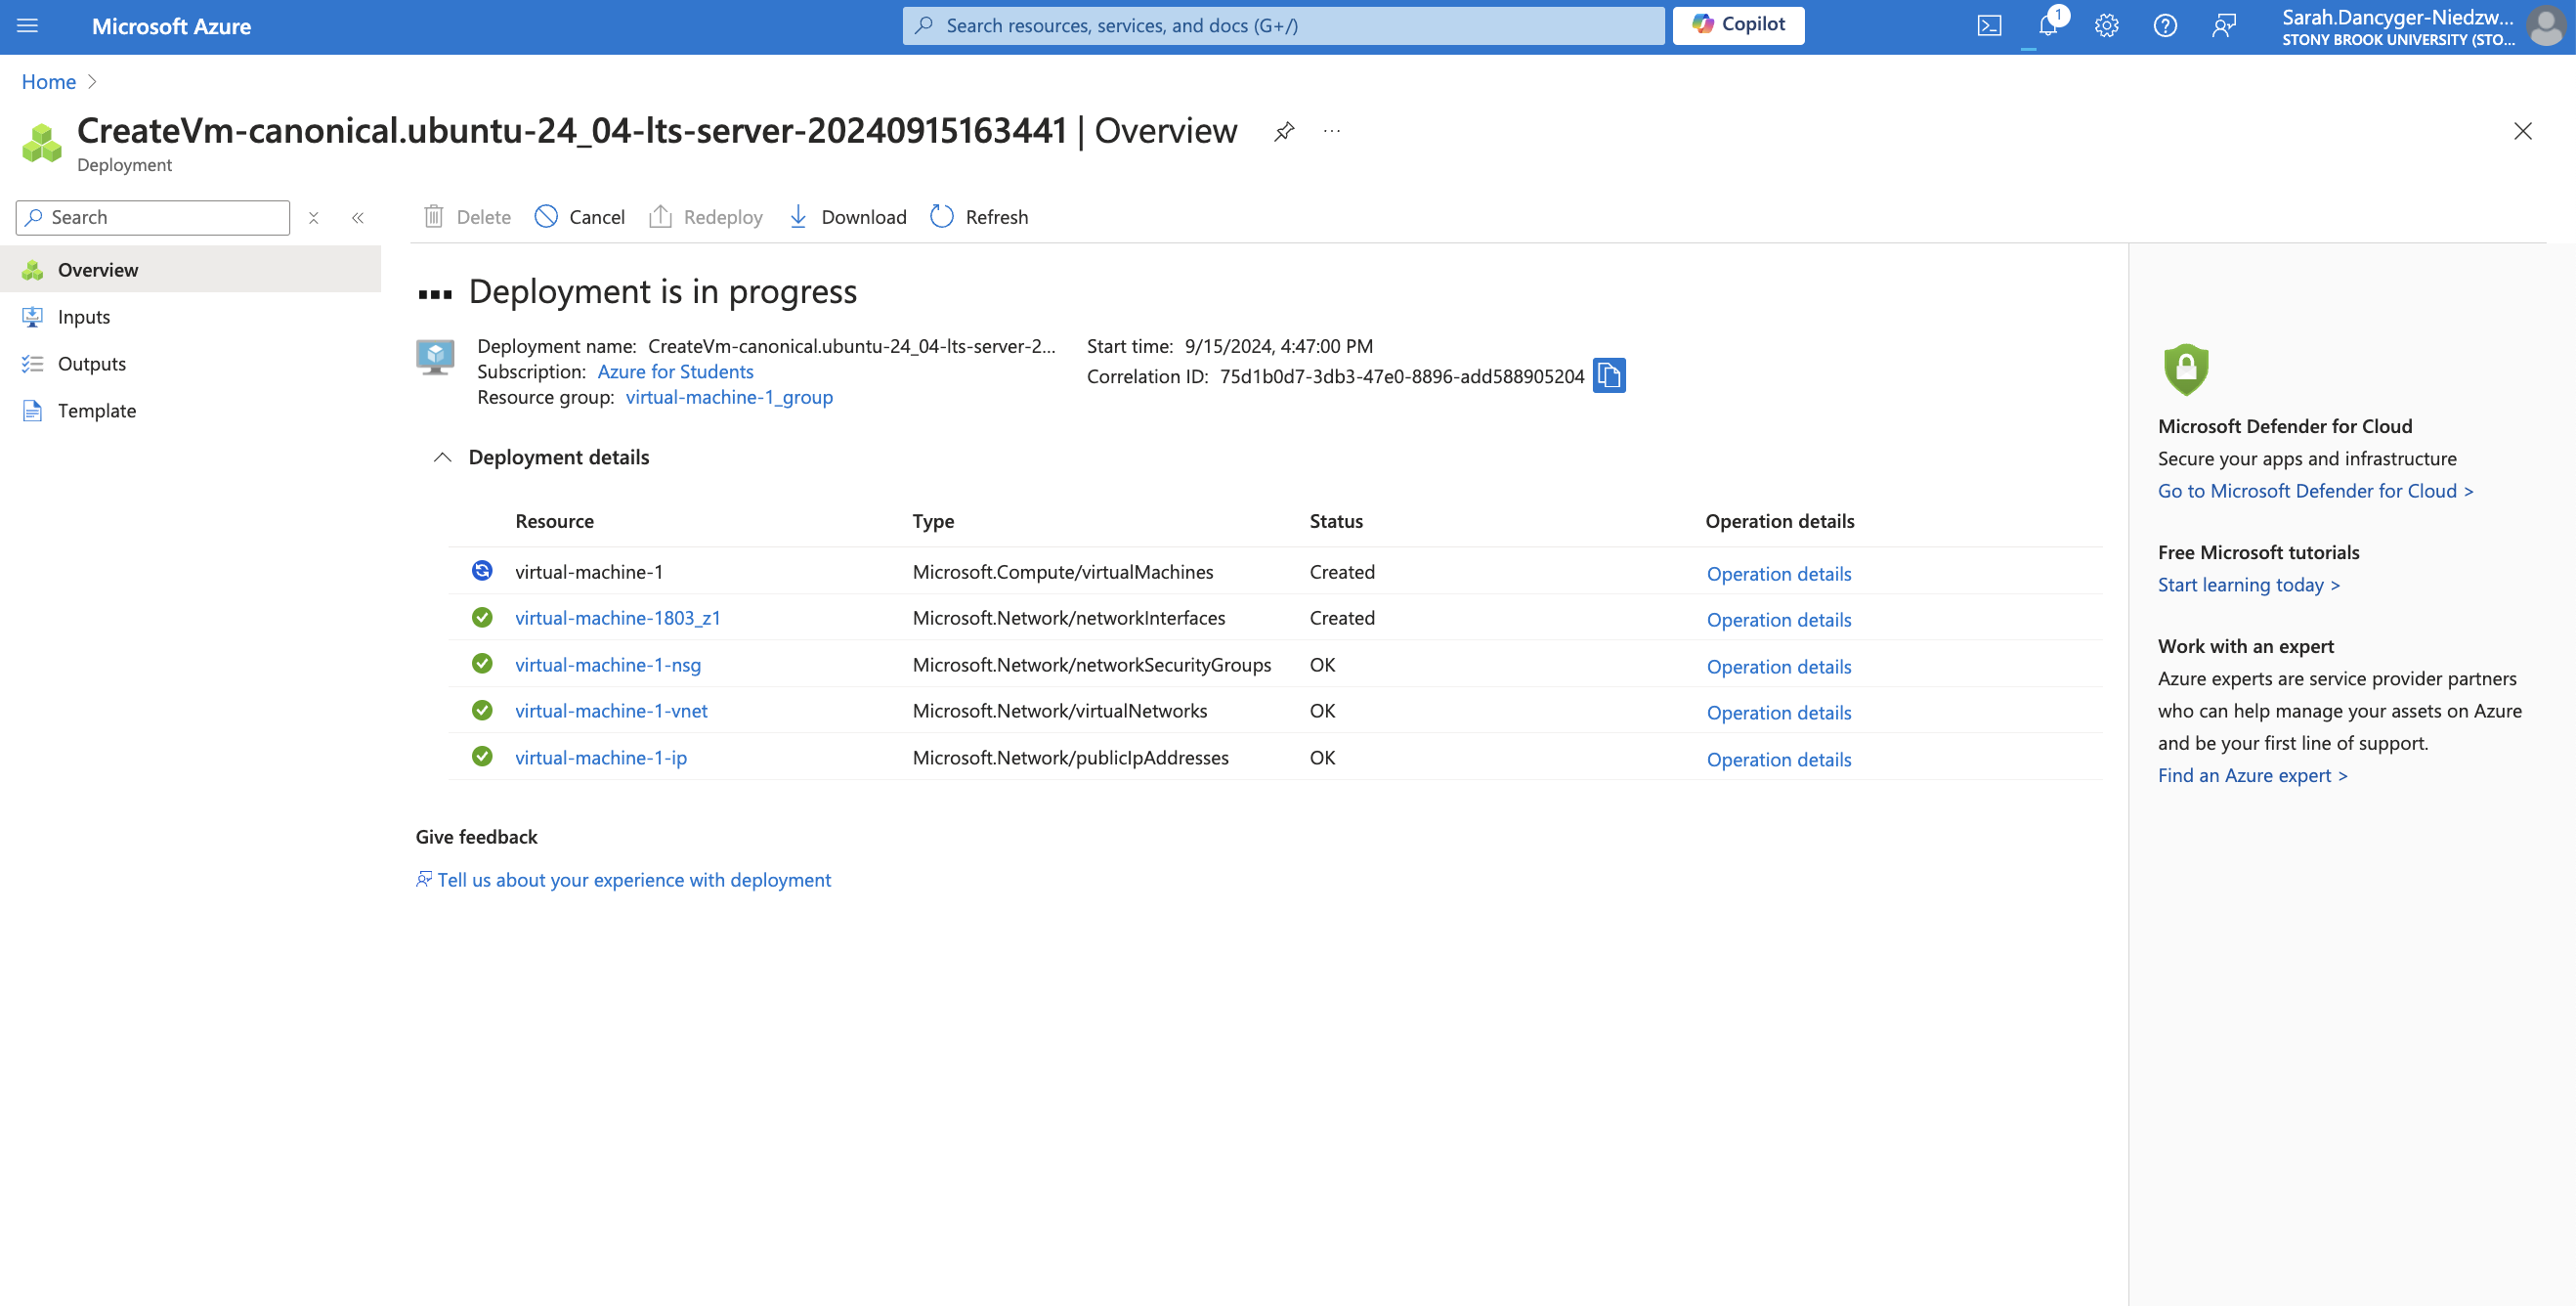 Microsoft Azure
Search resources, services, and docs (G+/)
Copilot
1
Sarah.Dancyger-Niedzw...
STONY BROOK UNIVERSITY (STO...
Home
CreateVm-canonical.ubuntu-24_04-lts-server-20240915163441 | Overview
Deployment
Search
Delete
Cancel
Redeploy
Download
Refresh
Overview
Inputs
Outputs
Template
Deployment is in progress
Deployment name: CreateVm-canonical.ubuntu-24_04-lts-server-2...
Subscription: Azure for Students
Resource group: virtual-machine-1_group
Start time: 9/15/2024, 4:47:00 PM
Correlation ID: 75d1b0d7-3db3-47e0-8896-add588905204
Deployment details
Resource Type Status Operation details
virtual-machine-1 Microsoft.Compute/virtualMachines Created Operation details
virtual-machine-1803_z1 Microsoft.Network/networkInterfaces Created Operation details
virtual-machine-1-nsg Microsoft.Network/networkSecurityGroups OK Operation details
virtual-machine-1-vnet Microsoft.Network/virtualNetworks OK Operation details
virtual-machine-1-ip Microsoft.Network/publicIpAddresses OK Operation details
Give feedback
Tell us about your experience with deployment
Microsoft Defender for Cloud
Secure your apps and infrastructure
Go to Microsoft Defender for Cloud >
Free Microsoft tutorials
Start learning today >
Work with an expert
Azure experts are service provider partners
who can help manage your assets on Azure
and be your first line of support.
Find an Azure expert >